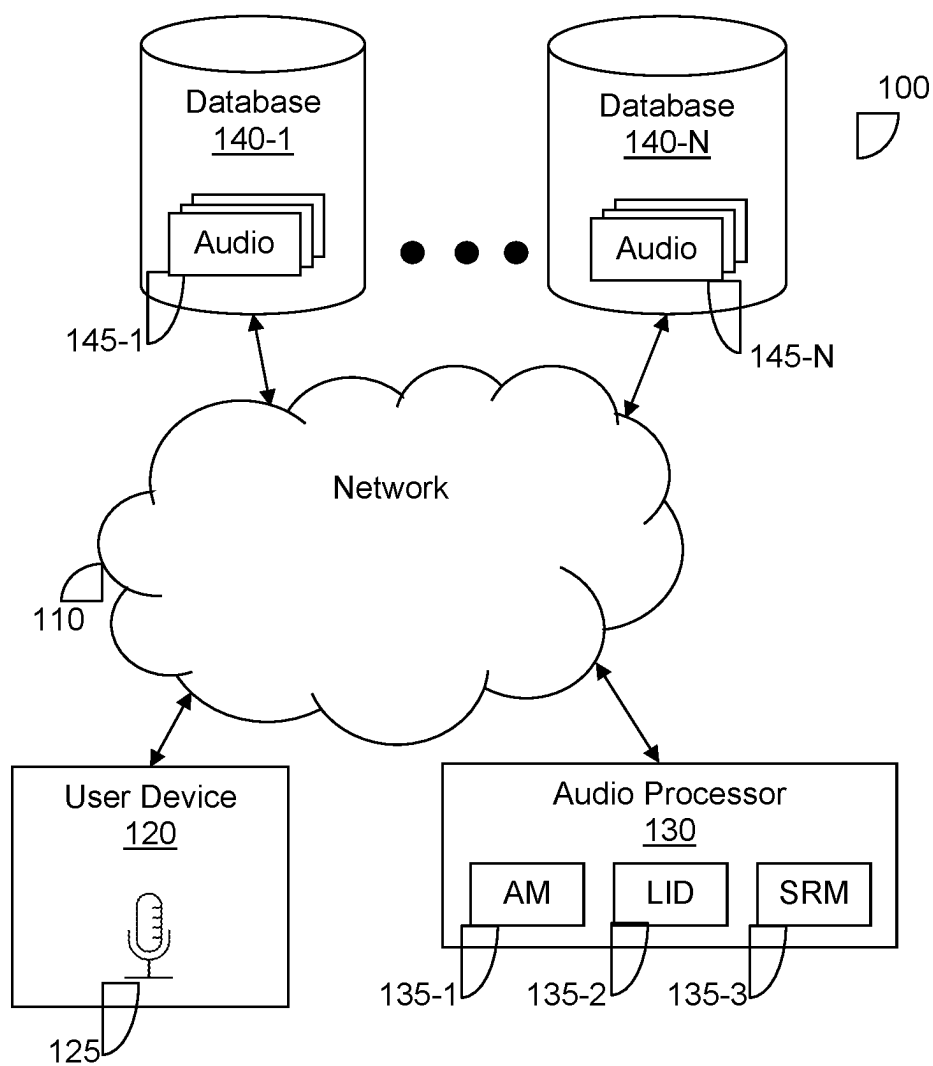 Database
140-1
Audio
145-1
Database
140-N
Audio
145-N
100
Network
110
User Device
120
125
Audio Processor
130
AM
LID
SRM
135-1
135-2
135-3